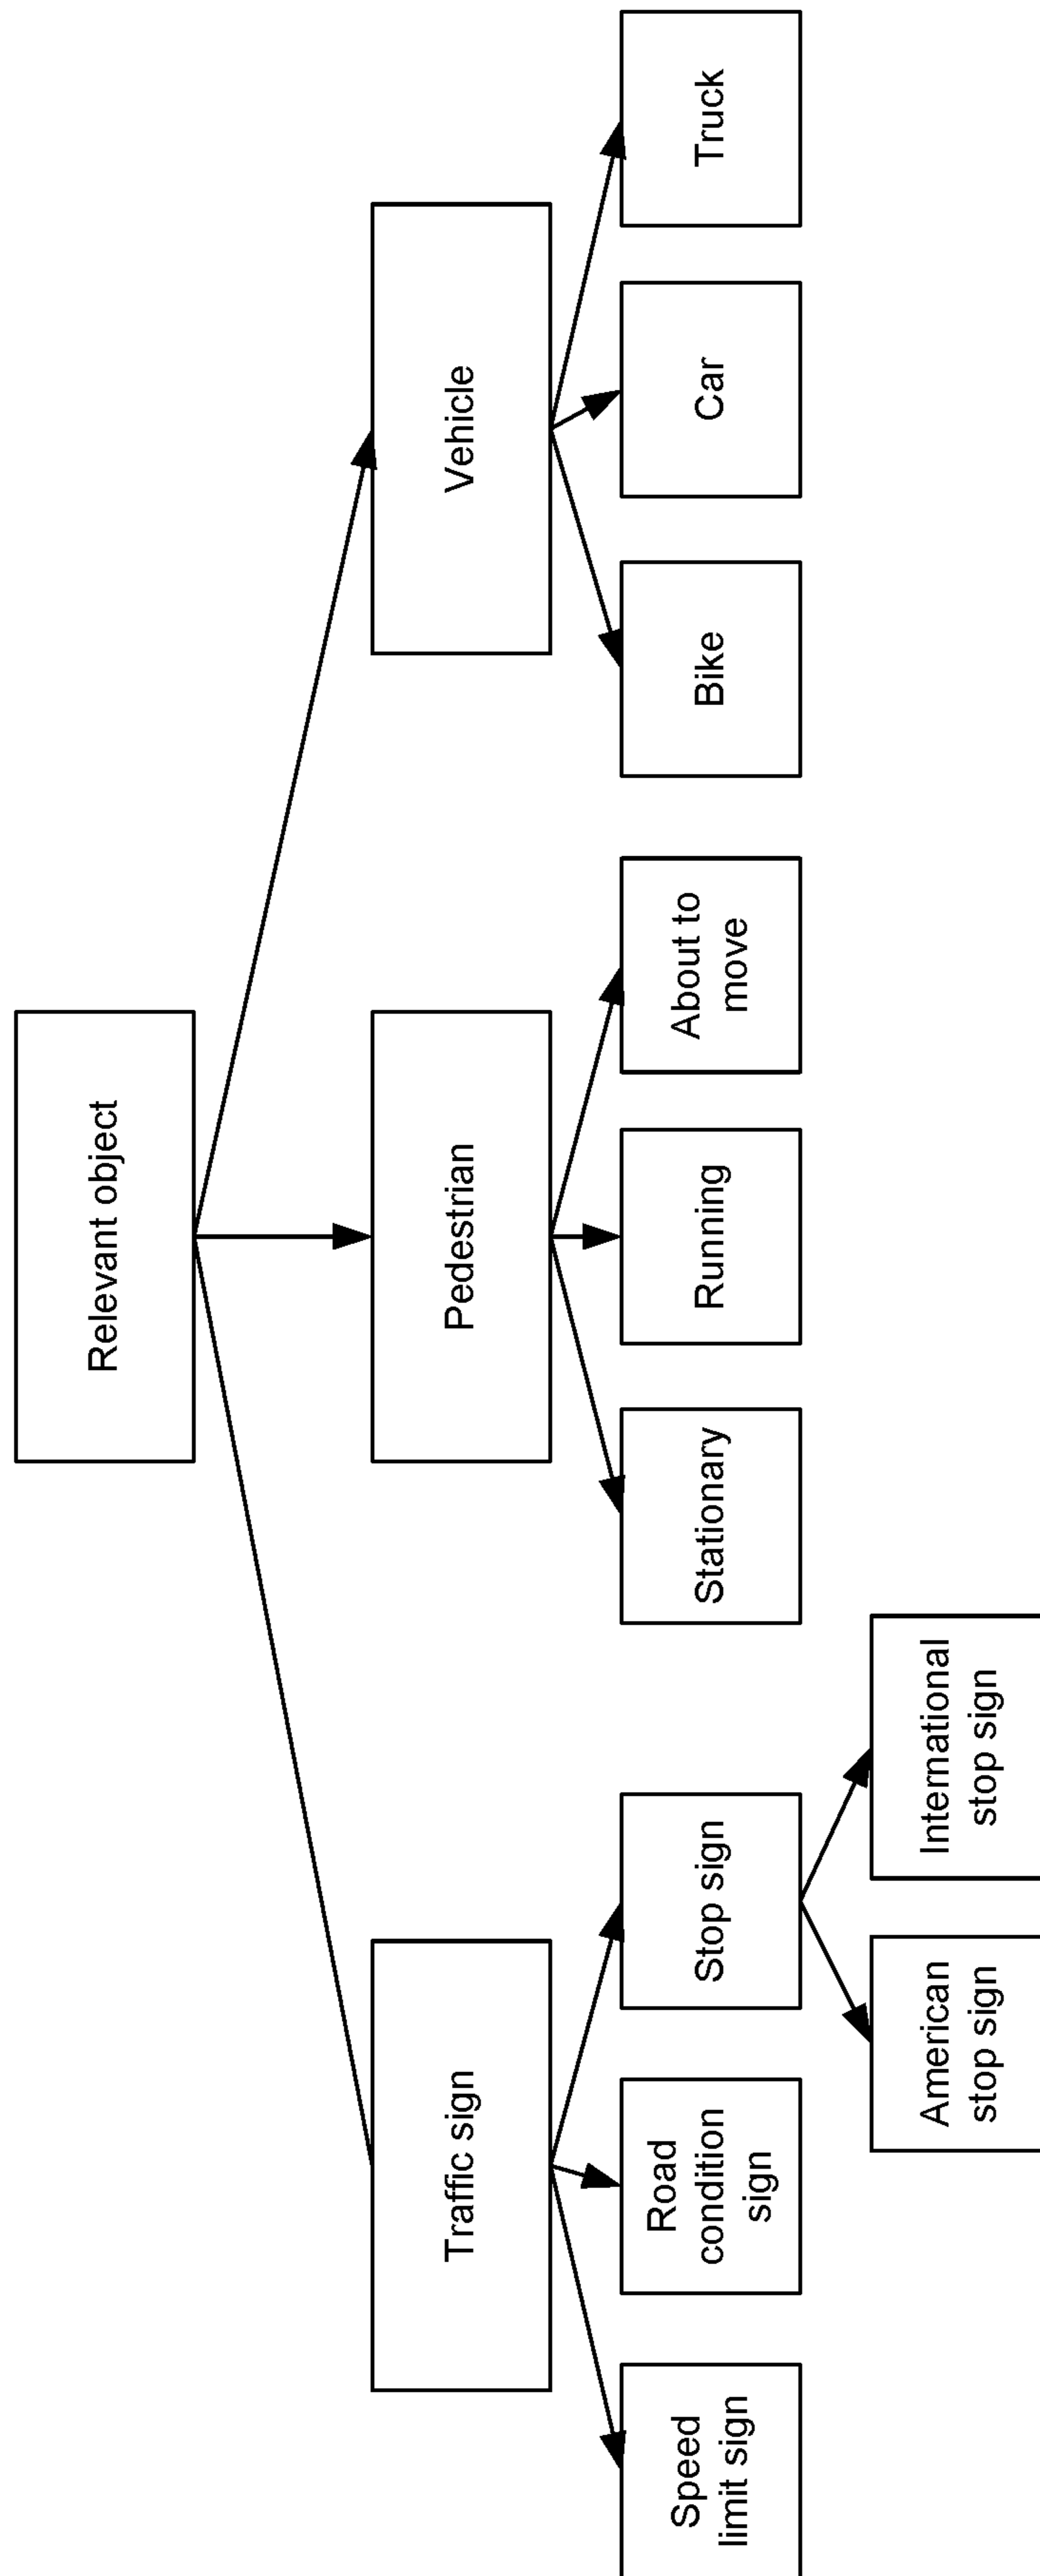 Relevant object
Traffic sign
Pedestrian
Vehicle
Speed
limit sign
Road
condition
sign
Stop sign
Stationary
Running
About to
move
Bike
Car
Truck
American
stop sign
International
stop sign